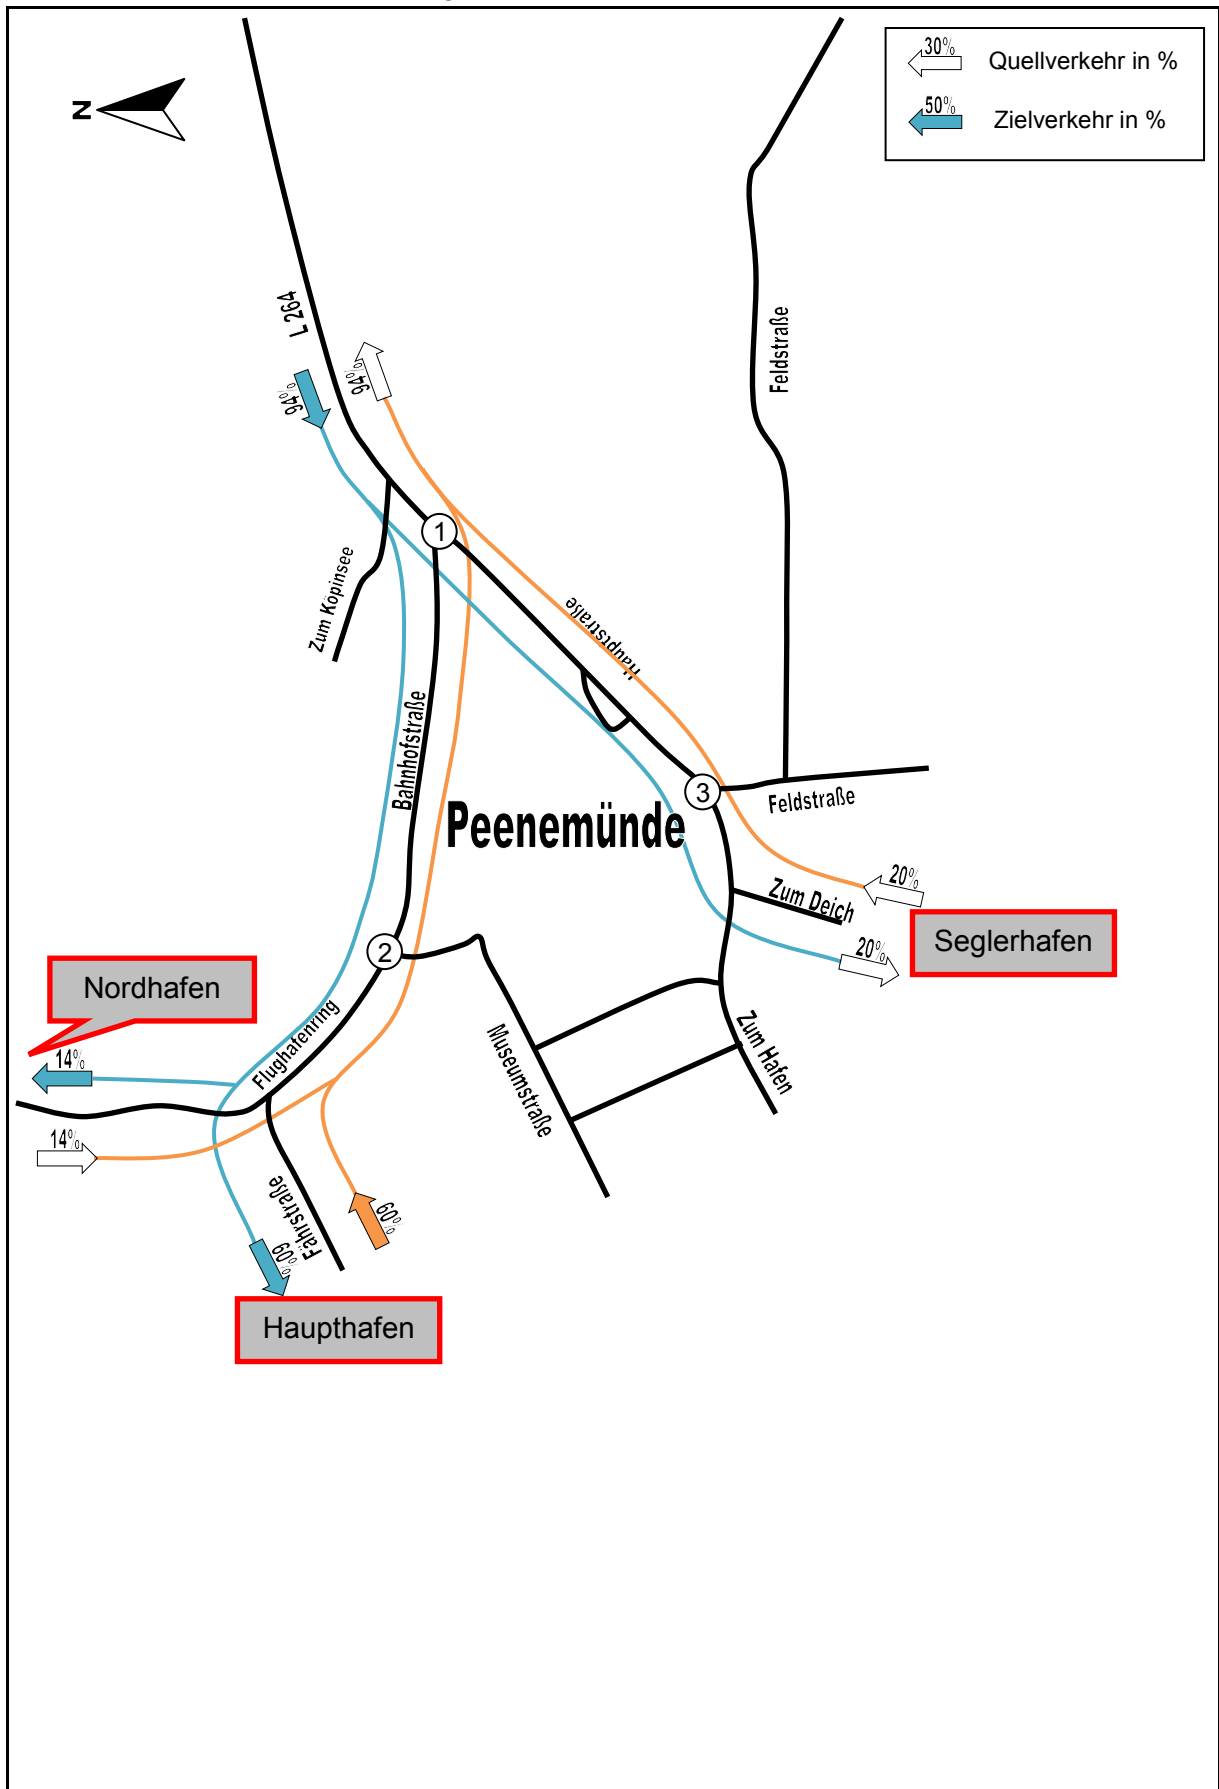 30%
Quellverkehr in %
50%
Zielverkehr in %
N
L 264
94%
94%
1
Zum Köpinsee
Hauptstraße
Feldstraße
Bahnhofstraße
3
Feldstraße
Peenemünde
20%
Zum Deich
Seglerhafen
20%
2
Nordhafen
14%
Flughafenring
Museumstraße
Zum Hafen
14%
Fährstraße
60%
60%
Haupthafen